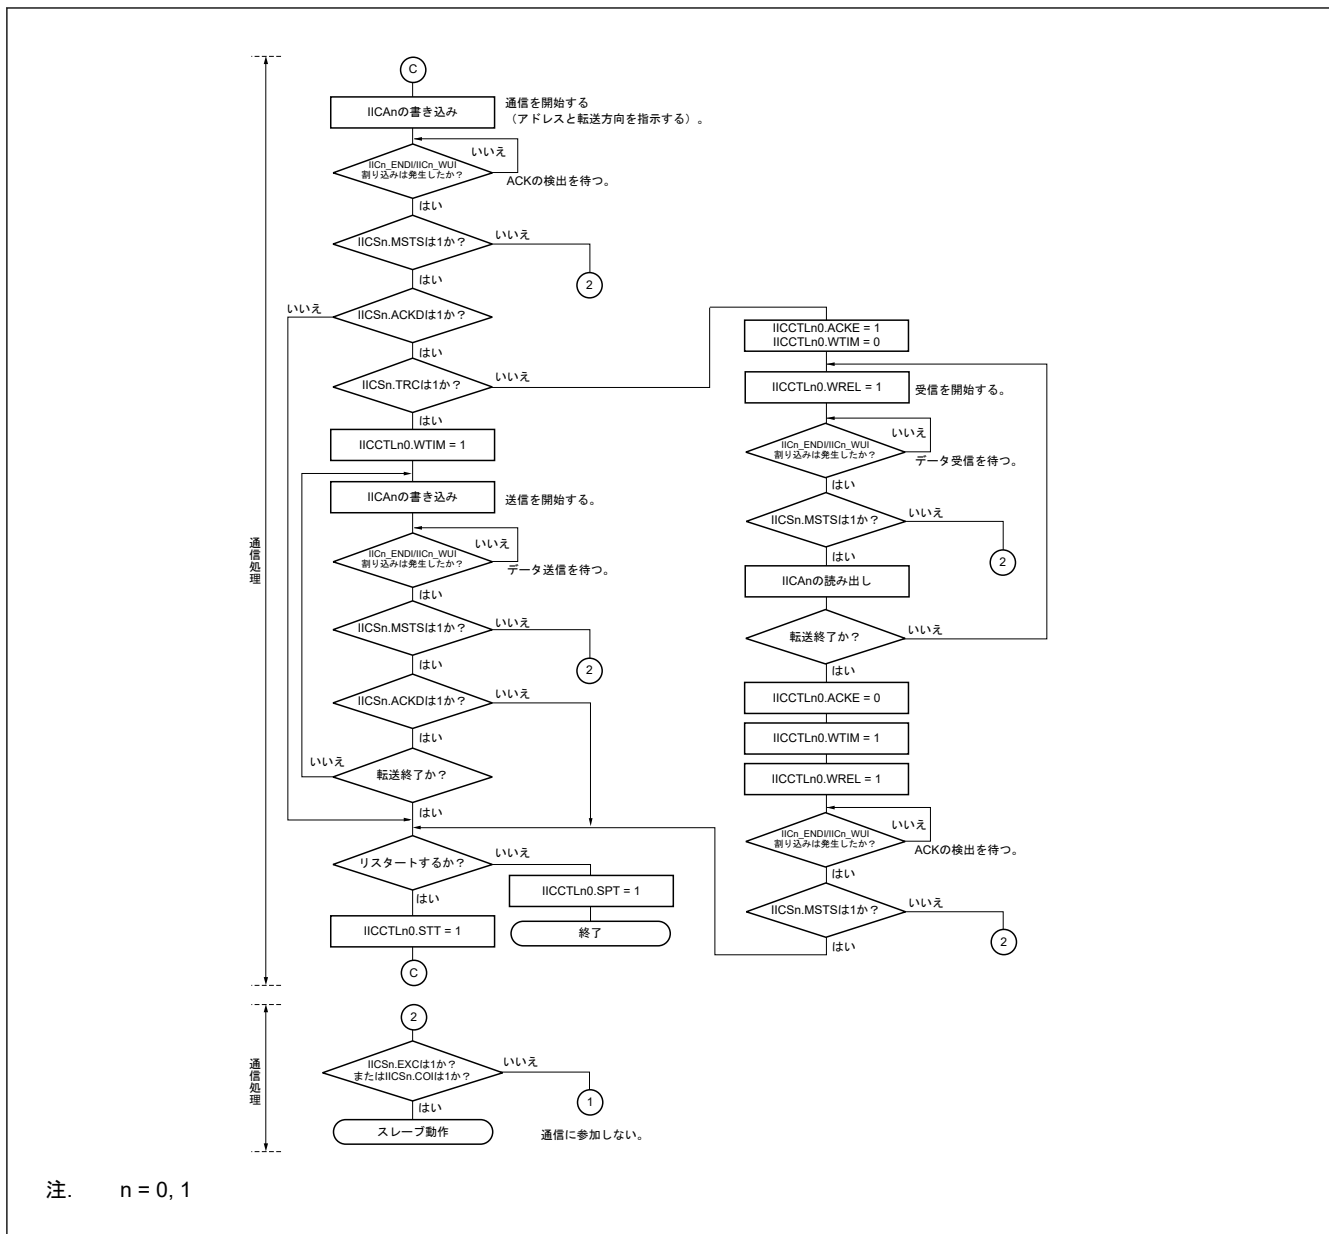 C
IICAnの書き込み
通信を開始する
（アドレスと転送方向を指示する）。
いいえ
IICn_ENDI/IICn_WUI
割り込みは発生したか？
ACKの検出を待つ。
はい
IICSn.MSTSは1か？
いいえ
2
はい
いいえ
IICSn.ACKDは1か？
はい
IICSn.TRCは1か？
いいえ
はい
IICCTLn0.WTIM = 1
IICAnの書き込み
送信を開始する。
いいえ
IICn_ENDI/IICn_WUI
割り込みは発生したか？
データ送信を待つ。
はい
IICSn.MSTSは1か？
いいえ
2
はい
IICSn.ACKDは1か？
いいえ
はい
いいえ
転送終了か？
はい
リスタートするか？
いいえ
IICCTLn0.SPT = 1
終了
はい
IICCTLn0.STT = 1
C
IICCTLn0.ACKE = 1
IICCTLn0.WTIM = 0
IICCTLn0.WREL = 1
受信を開始する。
いいえ
IICn_ENDI/IICn_WUI
割り込みは発生したか？
データ受信を待つ。
はい
IICSn.MSTSは1か？
いいえ
2
はい
IICAnの読み出し
転送終了か？
いいえ
はい
IICCTLn0.ACKE = 0
IICCTLn0.WTIM = 1
IICCTLn0.WREL = 1
いいえ
IICn_ENDI/IICn_WUI
割り込みは発生したか？
ACKの検出を待つ。
はい
IICSn.MSTSは1か？
いいえ
2
はい
通信処理
2
IICSn.EXCは1か？
またはIICSn.COIは1か？
いいえ
1
通信に参加しない。
はい
スレーブ動作
通信処理
注. n = 0, 1